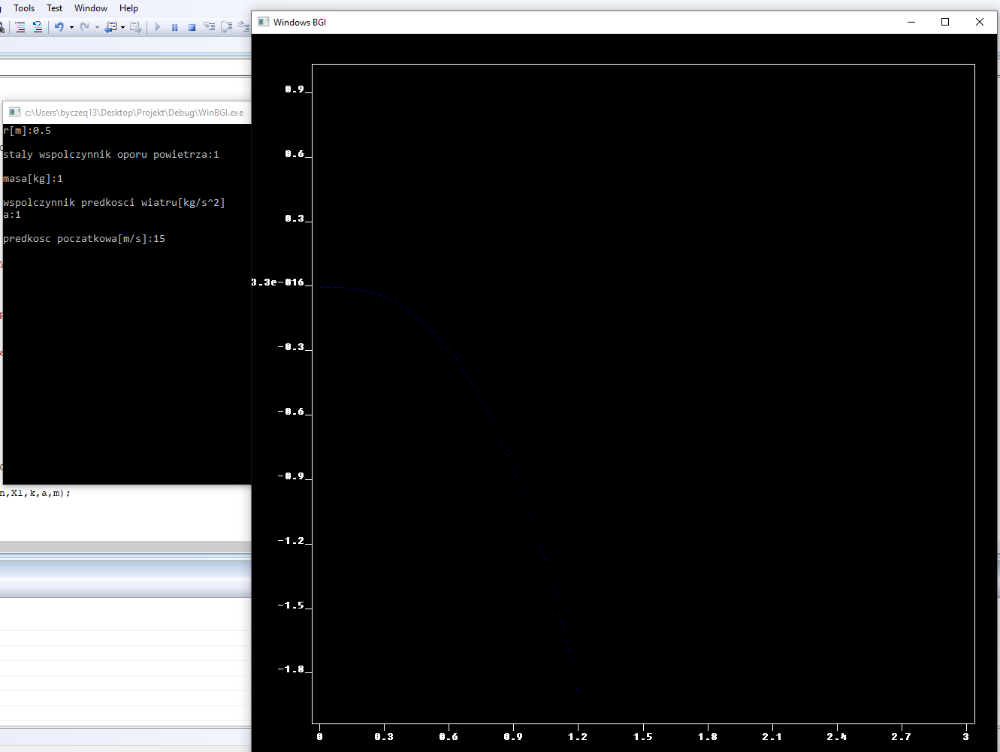 Tools Test Window Help
Windows BGI
c:\Users\byczeq13\Desktop\Projekt\Debug\WinBGI.exe
r[m]:0.5
staly wspolczynnik oporu powietrza:1
masa[kg]:1
wspolczynnik predkosci wiatru[kg/s^2]
a:1
predkosc poczatkowa[m/s]:15
n,X1,k,a,m);
0.9
0.6
0.3
3.3e-016
-0.3
-0.6
-0.9
-1.2
-1.5
-1.8
0 0.3 0.6 0.9 1.2 1.5 1.8 2.1 2.4 2.7 3